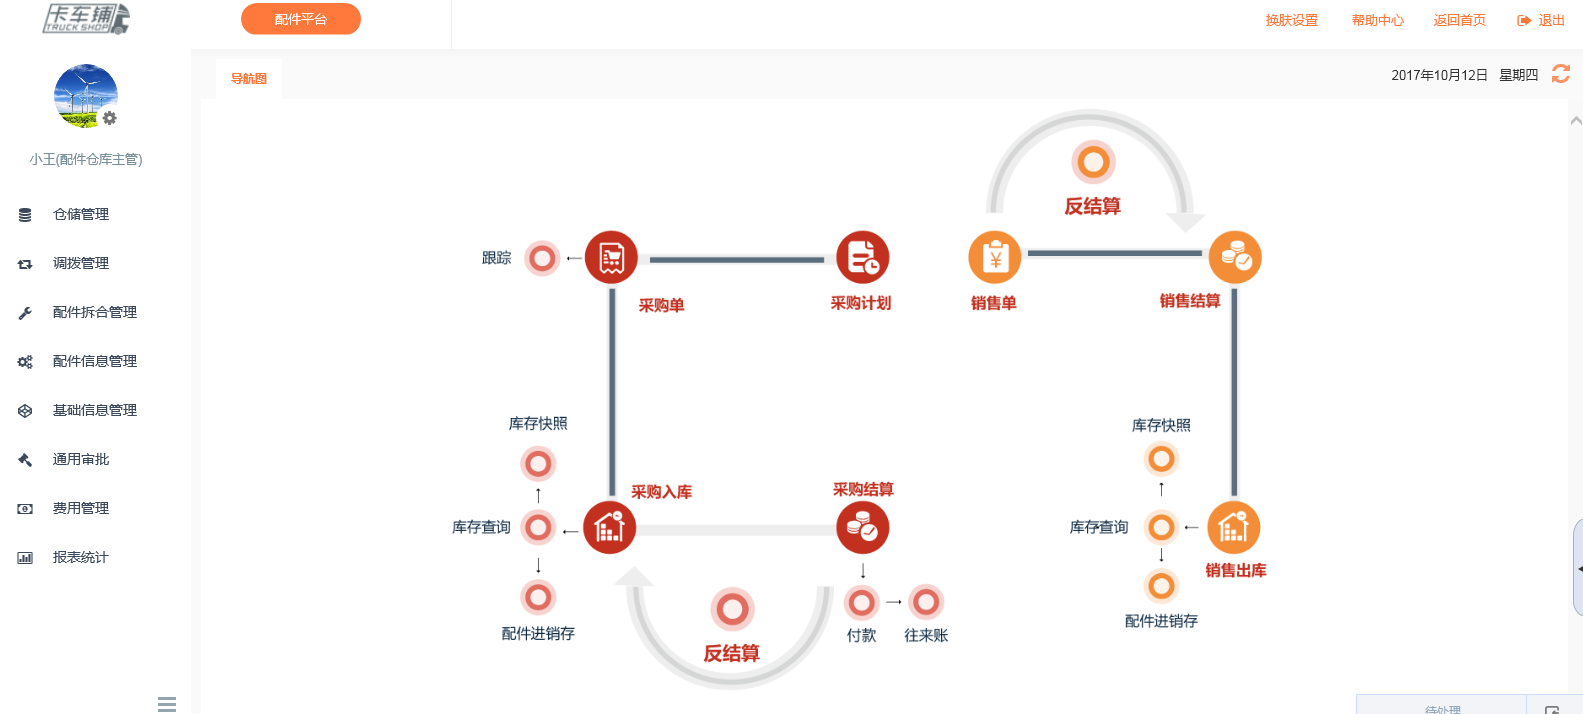 卡车铺
TRUCK SHOP
配件平台
换肤设置
帮助中心
返回首页
退出
导航图
2017年10月12日 星期四
小王(配件仓库主管)
仓储管理
调拨管理
配件拆合管理
配件信息管理
基础信息管理
通用审批
费用管理
报表统计
反结算
跟踪
采购单
采购计划
销售单
销售结算
库存快照
采购入库
采购结算
库存查询
配件进销存
反结算
付款
往来账
库存快照
库存查询
销售出库
配件进销存
待处理